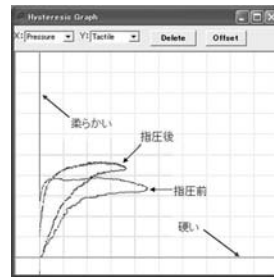 Hysteresis Graph
X: Pressure Y: Tactile Delete Offset
柔らかい
指圧後
指圧前
硬い